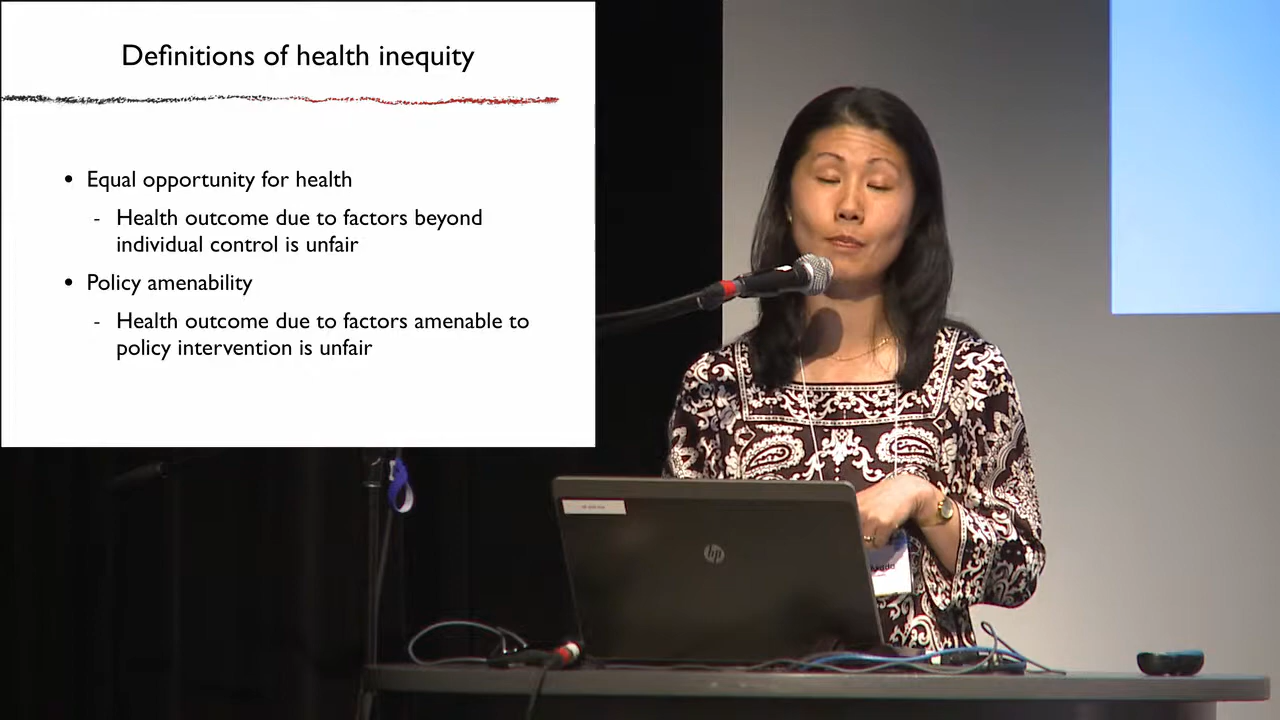 Definitions of health inequity
• Equal opportunity for health
- Health outcome due to factors beyond
individual control is unfair
• Policy amenability
- Health outcome due to factors amenable to
policy intervention is unfair
hp